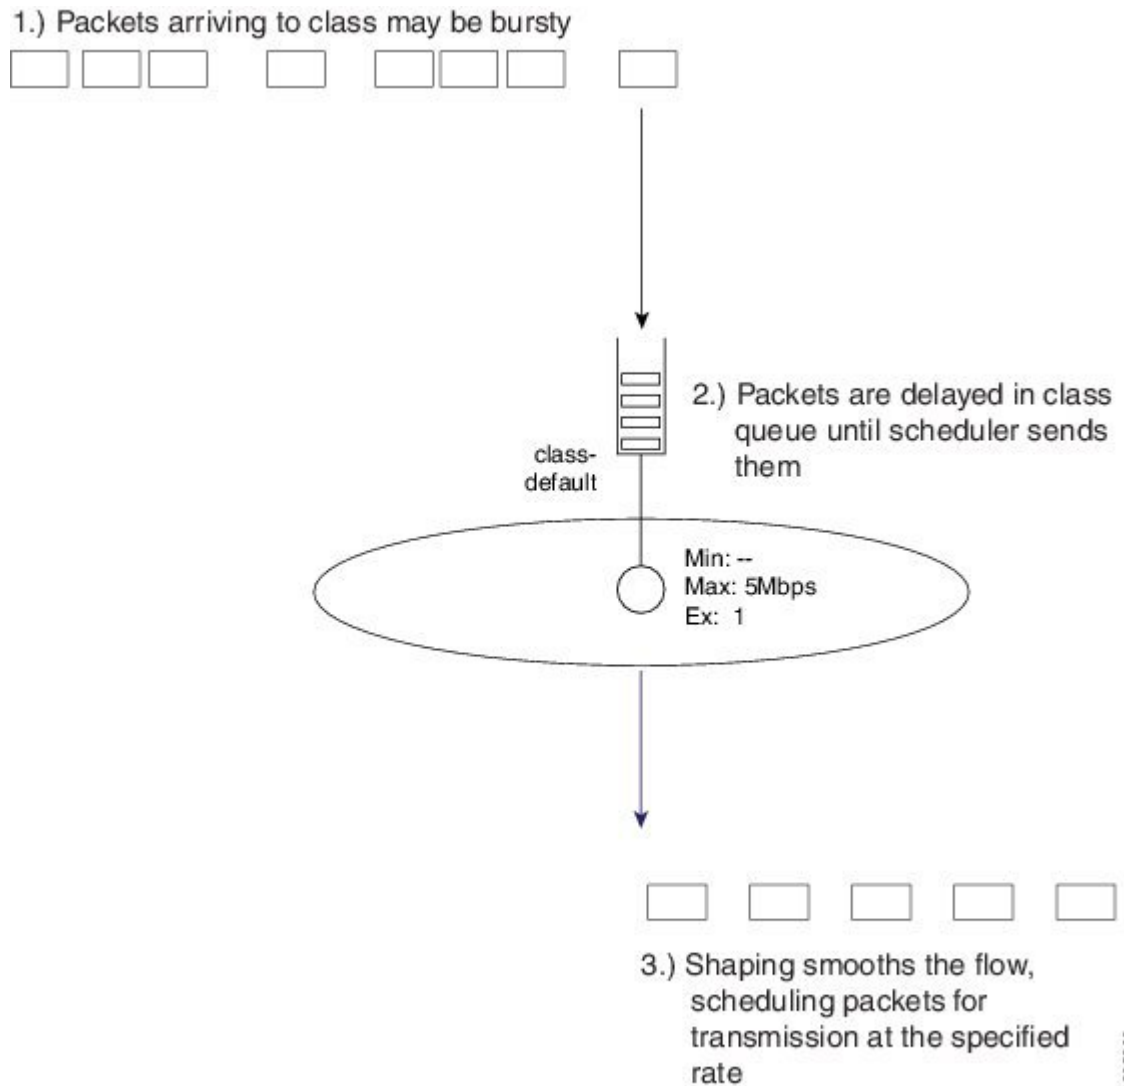 1.) Packets arriving to class may be bursty
2.) Packets are delayed in class
queue until scheduler sends
them
class-
default
Min: --
Max: 5Mbps
Ex: 1
3.) Shaping smooths the flow,
scheduling packets for
transmission at the specified
rate